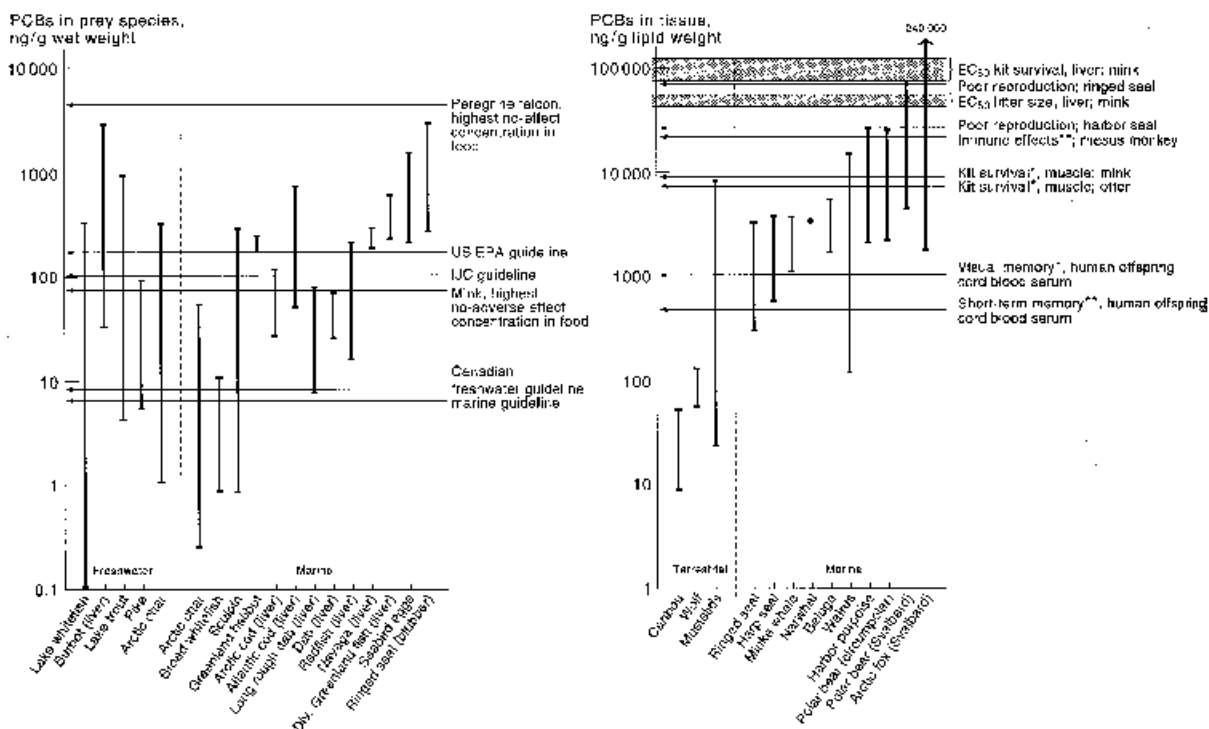 PCBs in prey species,
ng/g wet weight
10 000
1000
100
10
1
0.1
Peregrine falcon,
highest no-effect
concentration in
food
US EPA guideline
IJC guideline
Mink, highest
no-adverse effect
concentration in food
Canadian
freshwater guideline
marine guideline
Freshwater
Marine
Lake whitefish
Burbot (liver)
Lake trout
Pike
Arctic char
Arctic char
Broad whitefish
Sculpin
Greenland halibut
Arctic cod (liver)
Atlantic cod (liver)
Long rough dab (liver)
Dab (liver)
Redfish (liver)
Navaga (liver)
Div. Greenland fish (liver)
Seabird eggs
Ringed seal (blubber)
PCBs in tissue,
ng/g lipid weight
240 000
100 000
10 000
1000
100
10
1
EC50 kit survival, liver; mink
Poor reproduction; ringed seal
EC50 litter size, liver; mink
Poor reproduction; harbor seal
Immune effects**; rhesus monkey
Kit survival*, muscle; mink
Kit survival*, muscle; otter
Visual memory*, human offspring
cord blood serum
Short-term memory**, human offspring
cord blood serum
Terrestrial
Marine
Caribou
Wolf
Mustelids
Ringed seal
Harp seal
Minke whale
Narwhal
Beluga
Walrus
Harbor porpoise
Polar bear (circumpolar)
Polar bear (Svalbard)
Arctic fox (Svalbard)